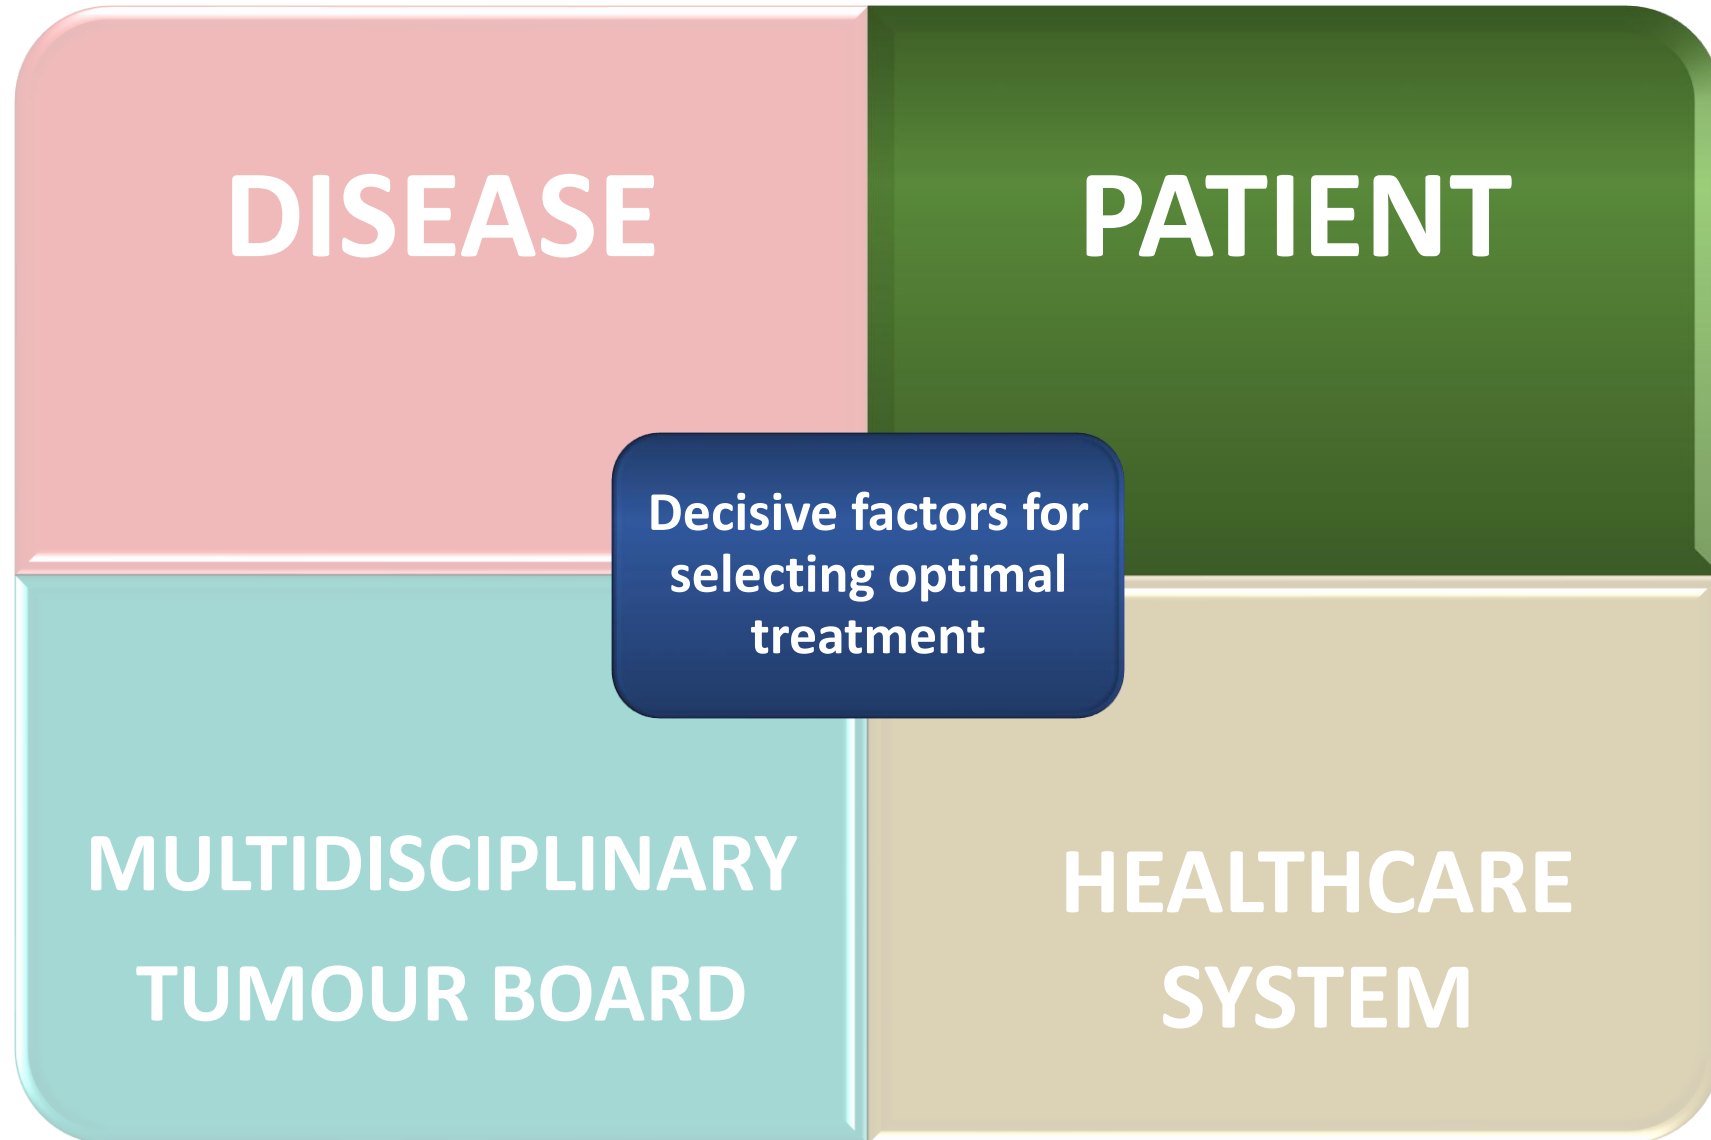 DISEASE
PATIENT
Decisive factors for
selecting optimal
treatment
MULTIDISCIPLINARY
TUMOUR BOARD
HEALTHCARE
SYSTEM